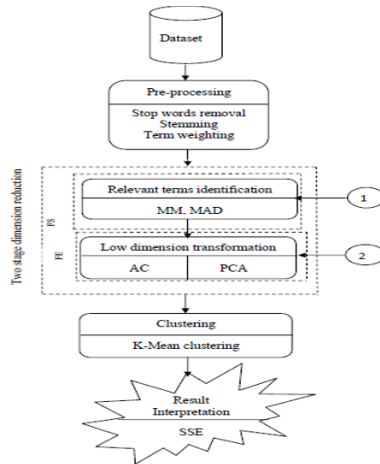 Dataset
Pre-processing
Stop words removal
Stemming
Term weighting
Two stage dimension reduction
FS
Relevant terms identification
MM, MAD
1
FE
Low dimension transformation
AC
PCA
2
Clustering
K-Mean clustering
Result
Interpretation
SSE